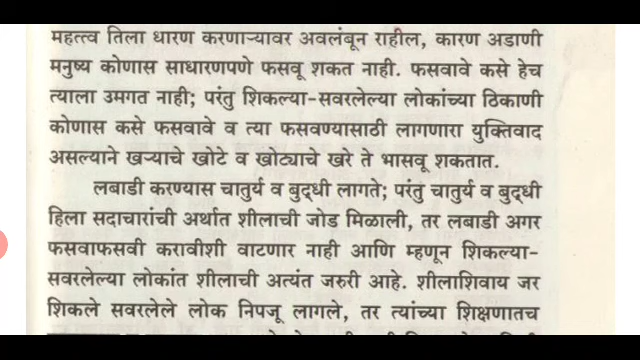 महत्त्व तिला धारण करणाऱ्यावर अवलंबून राहील, कारण अडाणी
मनुष्य कोणास साधारणपणे फसवू शकत नाही. फसवावे कसे हेच
त्याला उमगत नाही; परंतु शिकल्या-सवरलेल्या लोकांच्या ठिकाणी
कोणास कसे फसवावे व त्या फसवण्यासाठी लागणारा युक्तिवाद
असल्याने खऱ्याचे खोटे व खोट्याचे खरे ते भासवू शकतात.
लबाडी करण्यास चातुर्य व बुद्धी लागते; परंतु चातुर्य व बुद्धी
हिला सदाचारांची अर्थात शीलाची जोड मिळाली, तर लबाडी अगर
फसवाफसवी करावीशी वाटणार नाही आणि म्हणून शिकल्या-
सवरलेल्या लोकांत शीलाची अत्यंत जरुरी आहे. शीलाशिवाय जर
शिकले सवरलेले लोक निपजू लागले, तर त्यांच्या शिक्षणातच